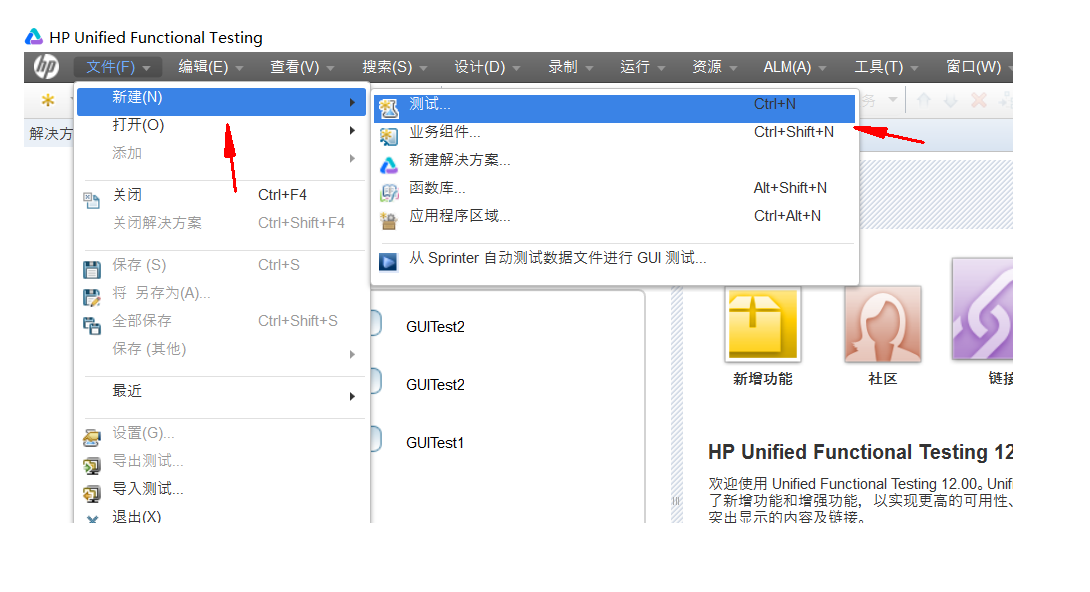 HP Unified Functional Testing
hp 文件(F) 编辑(E) 查看(V) 搜索(S) 设计(D) 录制 运行 资源 ALM(A) 工具(T) 窗口(W)
解决方
新建(N)
打开(O)
添加
关闭 Ctrl+F4
关闭解决方案 Ctrl+Shift+F4
保存 (S) Ctrl+S
将 另存为(A)...
全部保存 Ctrl+Shift+S
保存 (其他)
最近
设置(G)...
导出测试...
导入测试...
退出(X)
测试... Ctrl+N
业务组件... Ctrl+Shift+N
新建解决方案...
函数库... Alt+Shift+N
应用程序区域... Ctrl+Alt+N
从 Sprinter 自动测试数据文件进行 GUI 测试...
务
GUITest2
GUITest2
GUITest1
新增功能 社区 链接
HP Unified Functional Testing 12
欢迎使用 Unified Functional Testing 12.00。Unifi
了新增功能和增强功能，以实现更高的可用性、
突出显示的内容及链接。